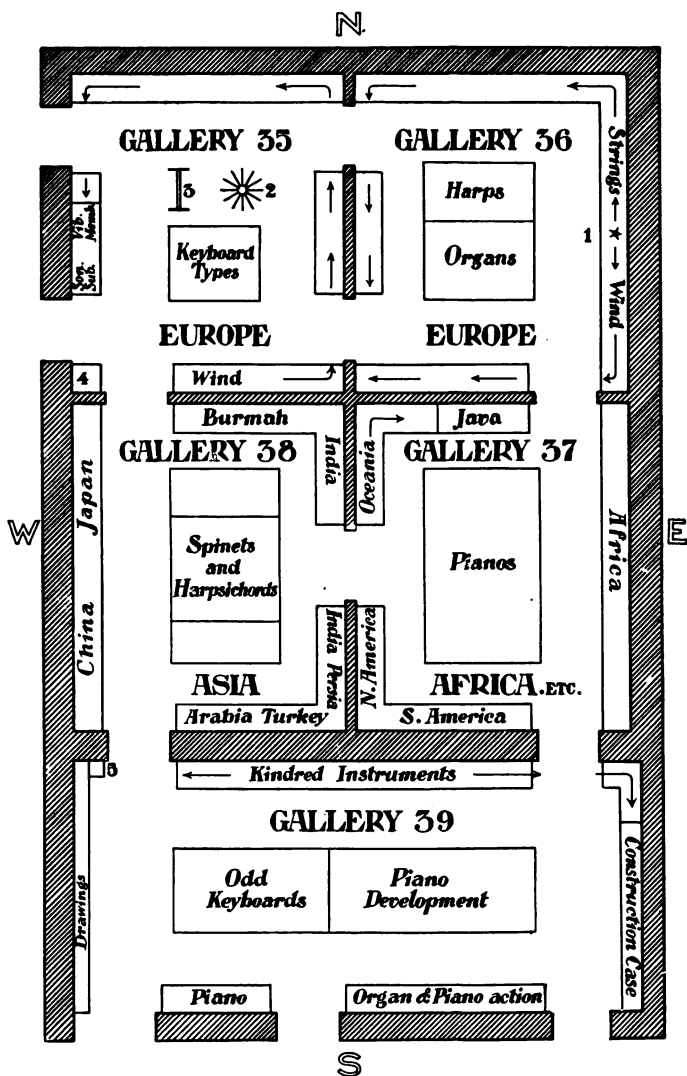 N.
GALLERY 35
GALLERY 36
3
2
Harps
Strings
1
Wind
Vib.
Memb.
Son.
Sub.
Keyboard
Types
Organs
EUROPE
EUROPE
4
Wind
Burmah
India
Oceania
Java
GALLERY 38
GALLERY 37
Japan
China
W
Spinets
and
Harpsichords
Pianos
Africa
E
India Persia
N. America
ASIA
AFRICA.ETC.
Arabia Turkey
S. America
5
Kindred Instruments
GALLERY 39
Odd
Keyboards
Piano
Development
Drawings
Construction Case
Piano
Organ & Piano action
S